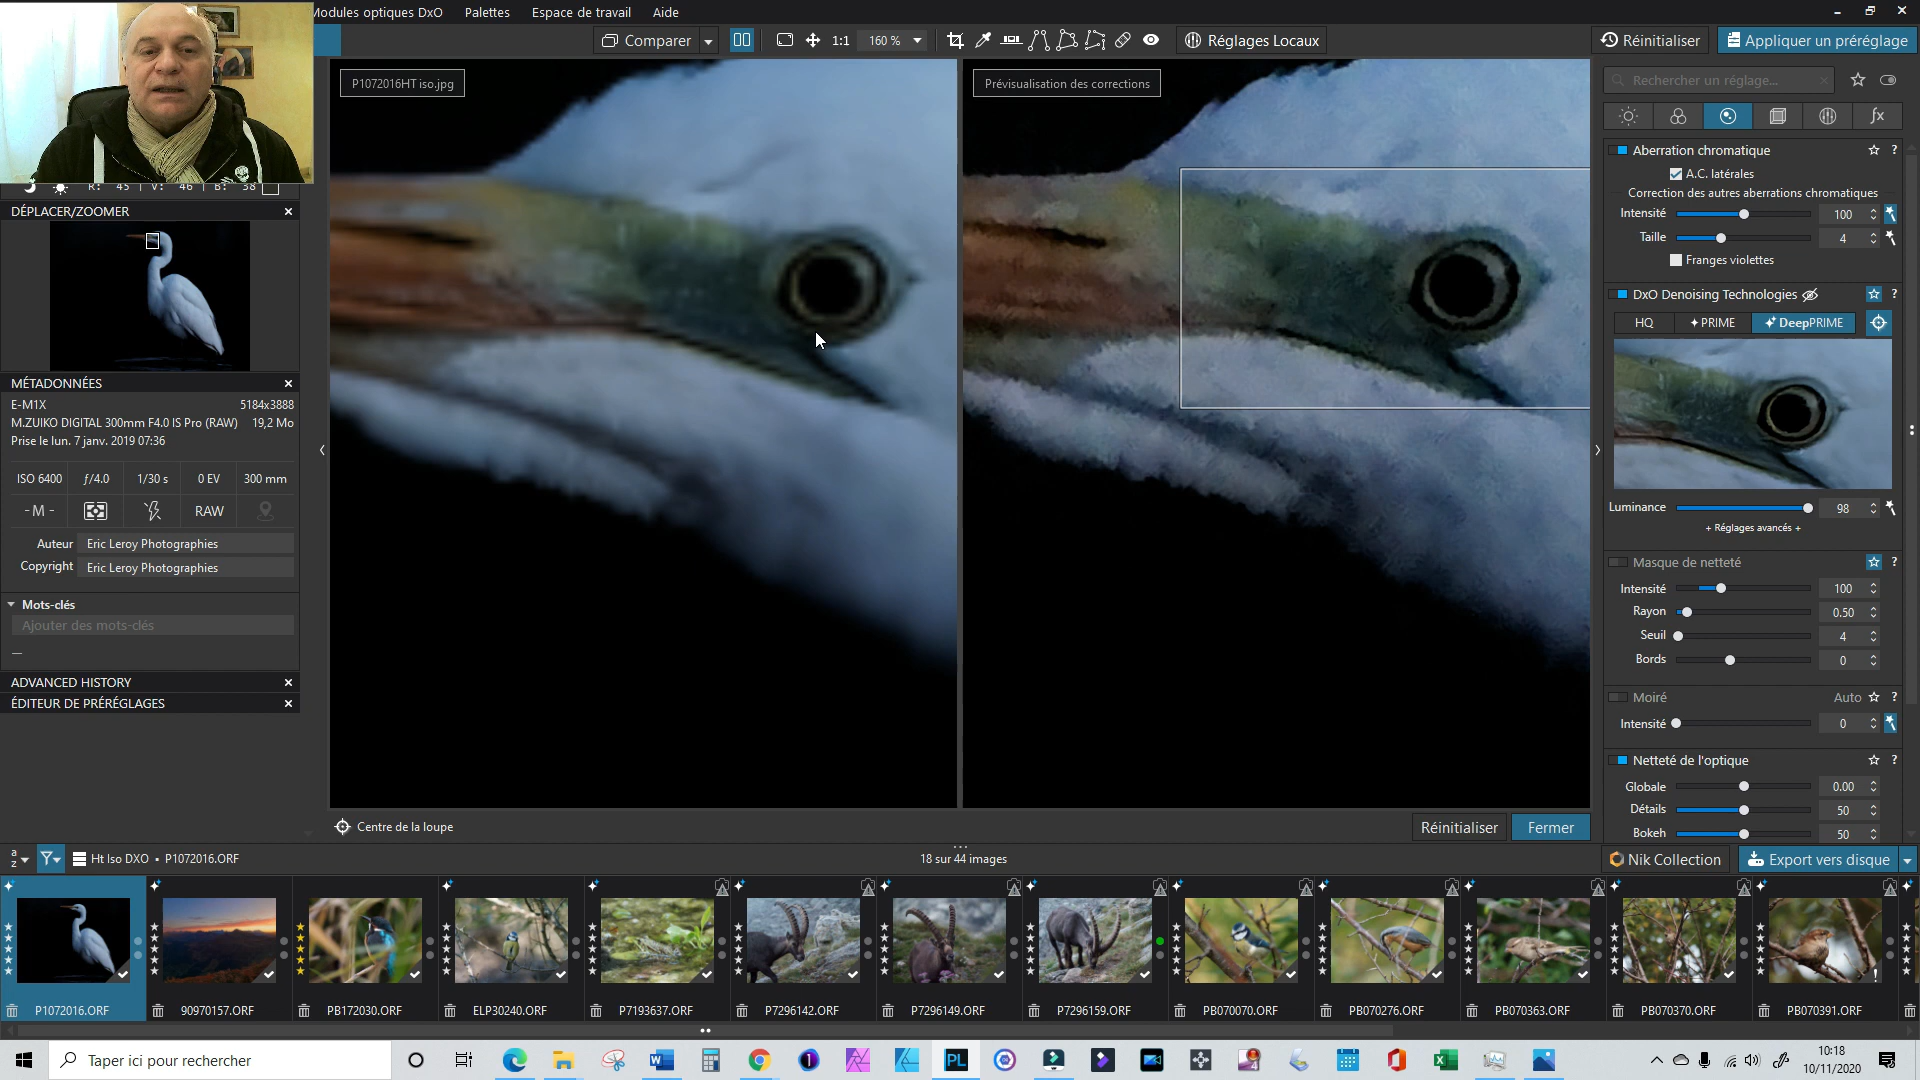 Modules optiques DxO Palettes Espace de travail Aide
Comparer 1:1 160 % Réglages Locaux Réinitialiser Appliquer un préréglage
P1072016HT iso.jpg
Prévisualisation des corrections
R: 45 | V: 46 | B: 38
DÉPLACER/ZOOMER
MÉTADONNÉES
E-M1X 5184x3888
M.ZUIKO DIGITAL 300mm F4.0 IS Pro (RAW) 19,2 Mo
Prise le lun. 7 janv. 2019 07:36
ISO 6400 ƒ/4.0 1/30 s 0 EV 300 mm
- M - RAW
Auteur Eric Leroy Photographies
Copyright Eric Leroy Photographies
Mots-clés
Ajouter des mots-clés
—
ADVANCED HISTORY
ÉDITEUR DE PRÉRÉGLAGES
Rechercher un réglage...
fx
Aberration chromatique ?
A.C. latérales
Correction des autres aberrations chromatiques
Intensité 100
Taille 4
Franges violettes
DxO Denoising Technologies ?
HQ PRIME DeepPRIME
Luminance 98
+ Réglages avancés +
Masque de netteté ?
Intensité 100
Rayon 0.50
Seuil 4
Bords 0
Moiré Auto ?
Intensité 0
Netteté de l'optique ?
Globale 0.00
Détails 50
Bokeh 50
Centre de la loupe Réinitialiser Fermer
a z Ht Iso DXO • P1072016.ORF 18 sur 44 images Nik Collection Export vers disque
P1072016.ORF 90970157.ORF PB172030.ORF ELP30240.ORF P7193637.ORF P7296142.ORF P7296149.ORF P7296159.ORF PB070070.ORF PB070276.ORF PB070363.ORF PB070370.ORF PB070391.ORF
Taper ici pour rechercher PL 10:18
10/11/2020